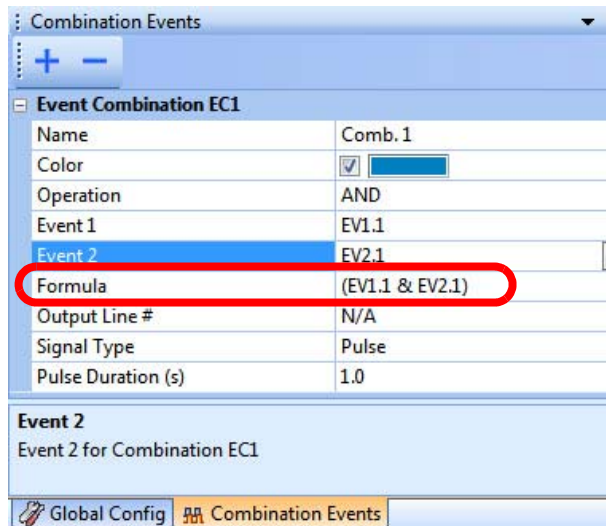 Combination Events
Event Combination EC1
Name Comb. 1
Color
Operation AND
Event 1 EV1.1
Event 2 EV2.1
Formula (EV1.1 & EV2.1)
Output Line # N/A
Signal Type Pulse
Pulse Duration (s) 1.0
Event 2
Event 2 for Combination EC1
Global Config Combination Events